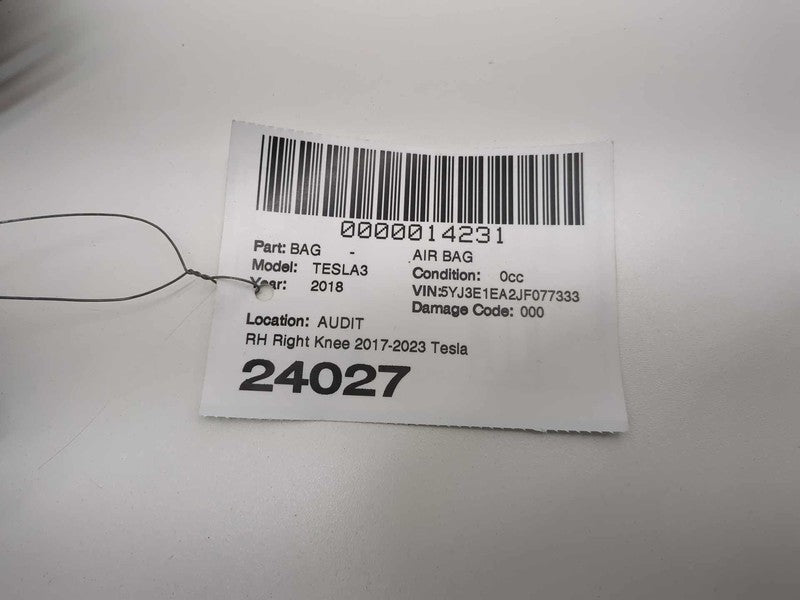 0000014231
Part: BAG - AIR BAG
Model: TESLA3 Condition: 0cc
Year: 2018 VIN:5YJ3E1EA2JF077333
Damage Code: 000
Location: AUDIT
RH Right Knee 2017-2023 Tesla
24027